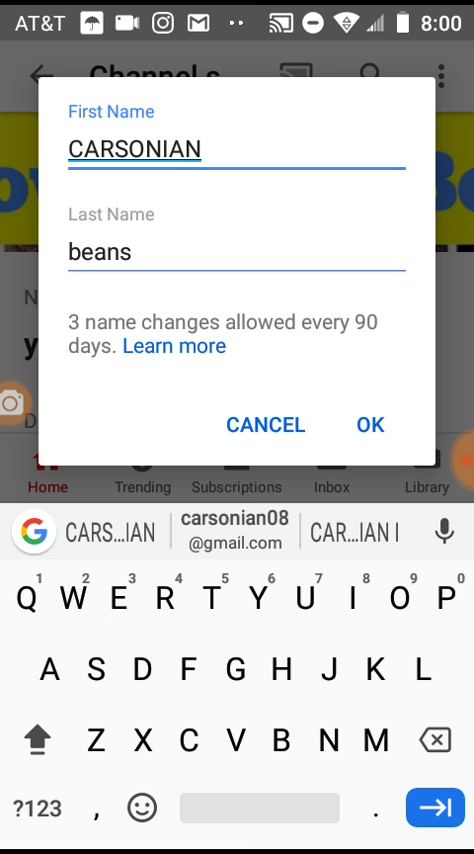 AT&T 8:00
Channel s
First Name
CARSONIAN
Last Name
beans
3 name changes allowed every 90
days. Learn more
CANCEL OK
Home Trending Subscriptions Inbox Library
CARS...IAN carsonian08 CAR...IAN I
@gmail.com
1 2 3 4 5 6 7 8 9 0
Q W E R T Y U I O P
A S D F G H J K L
Z X C V B N M
?123 , .